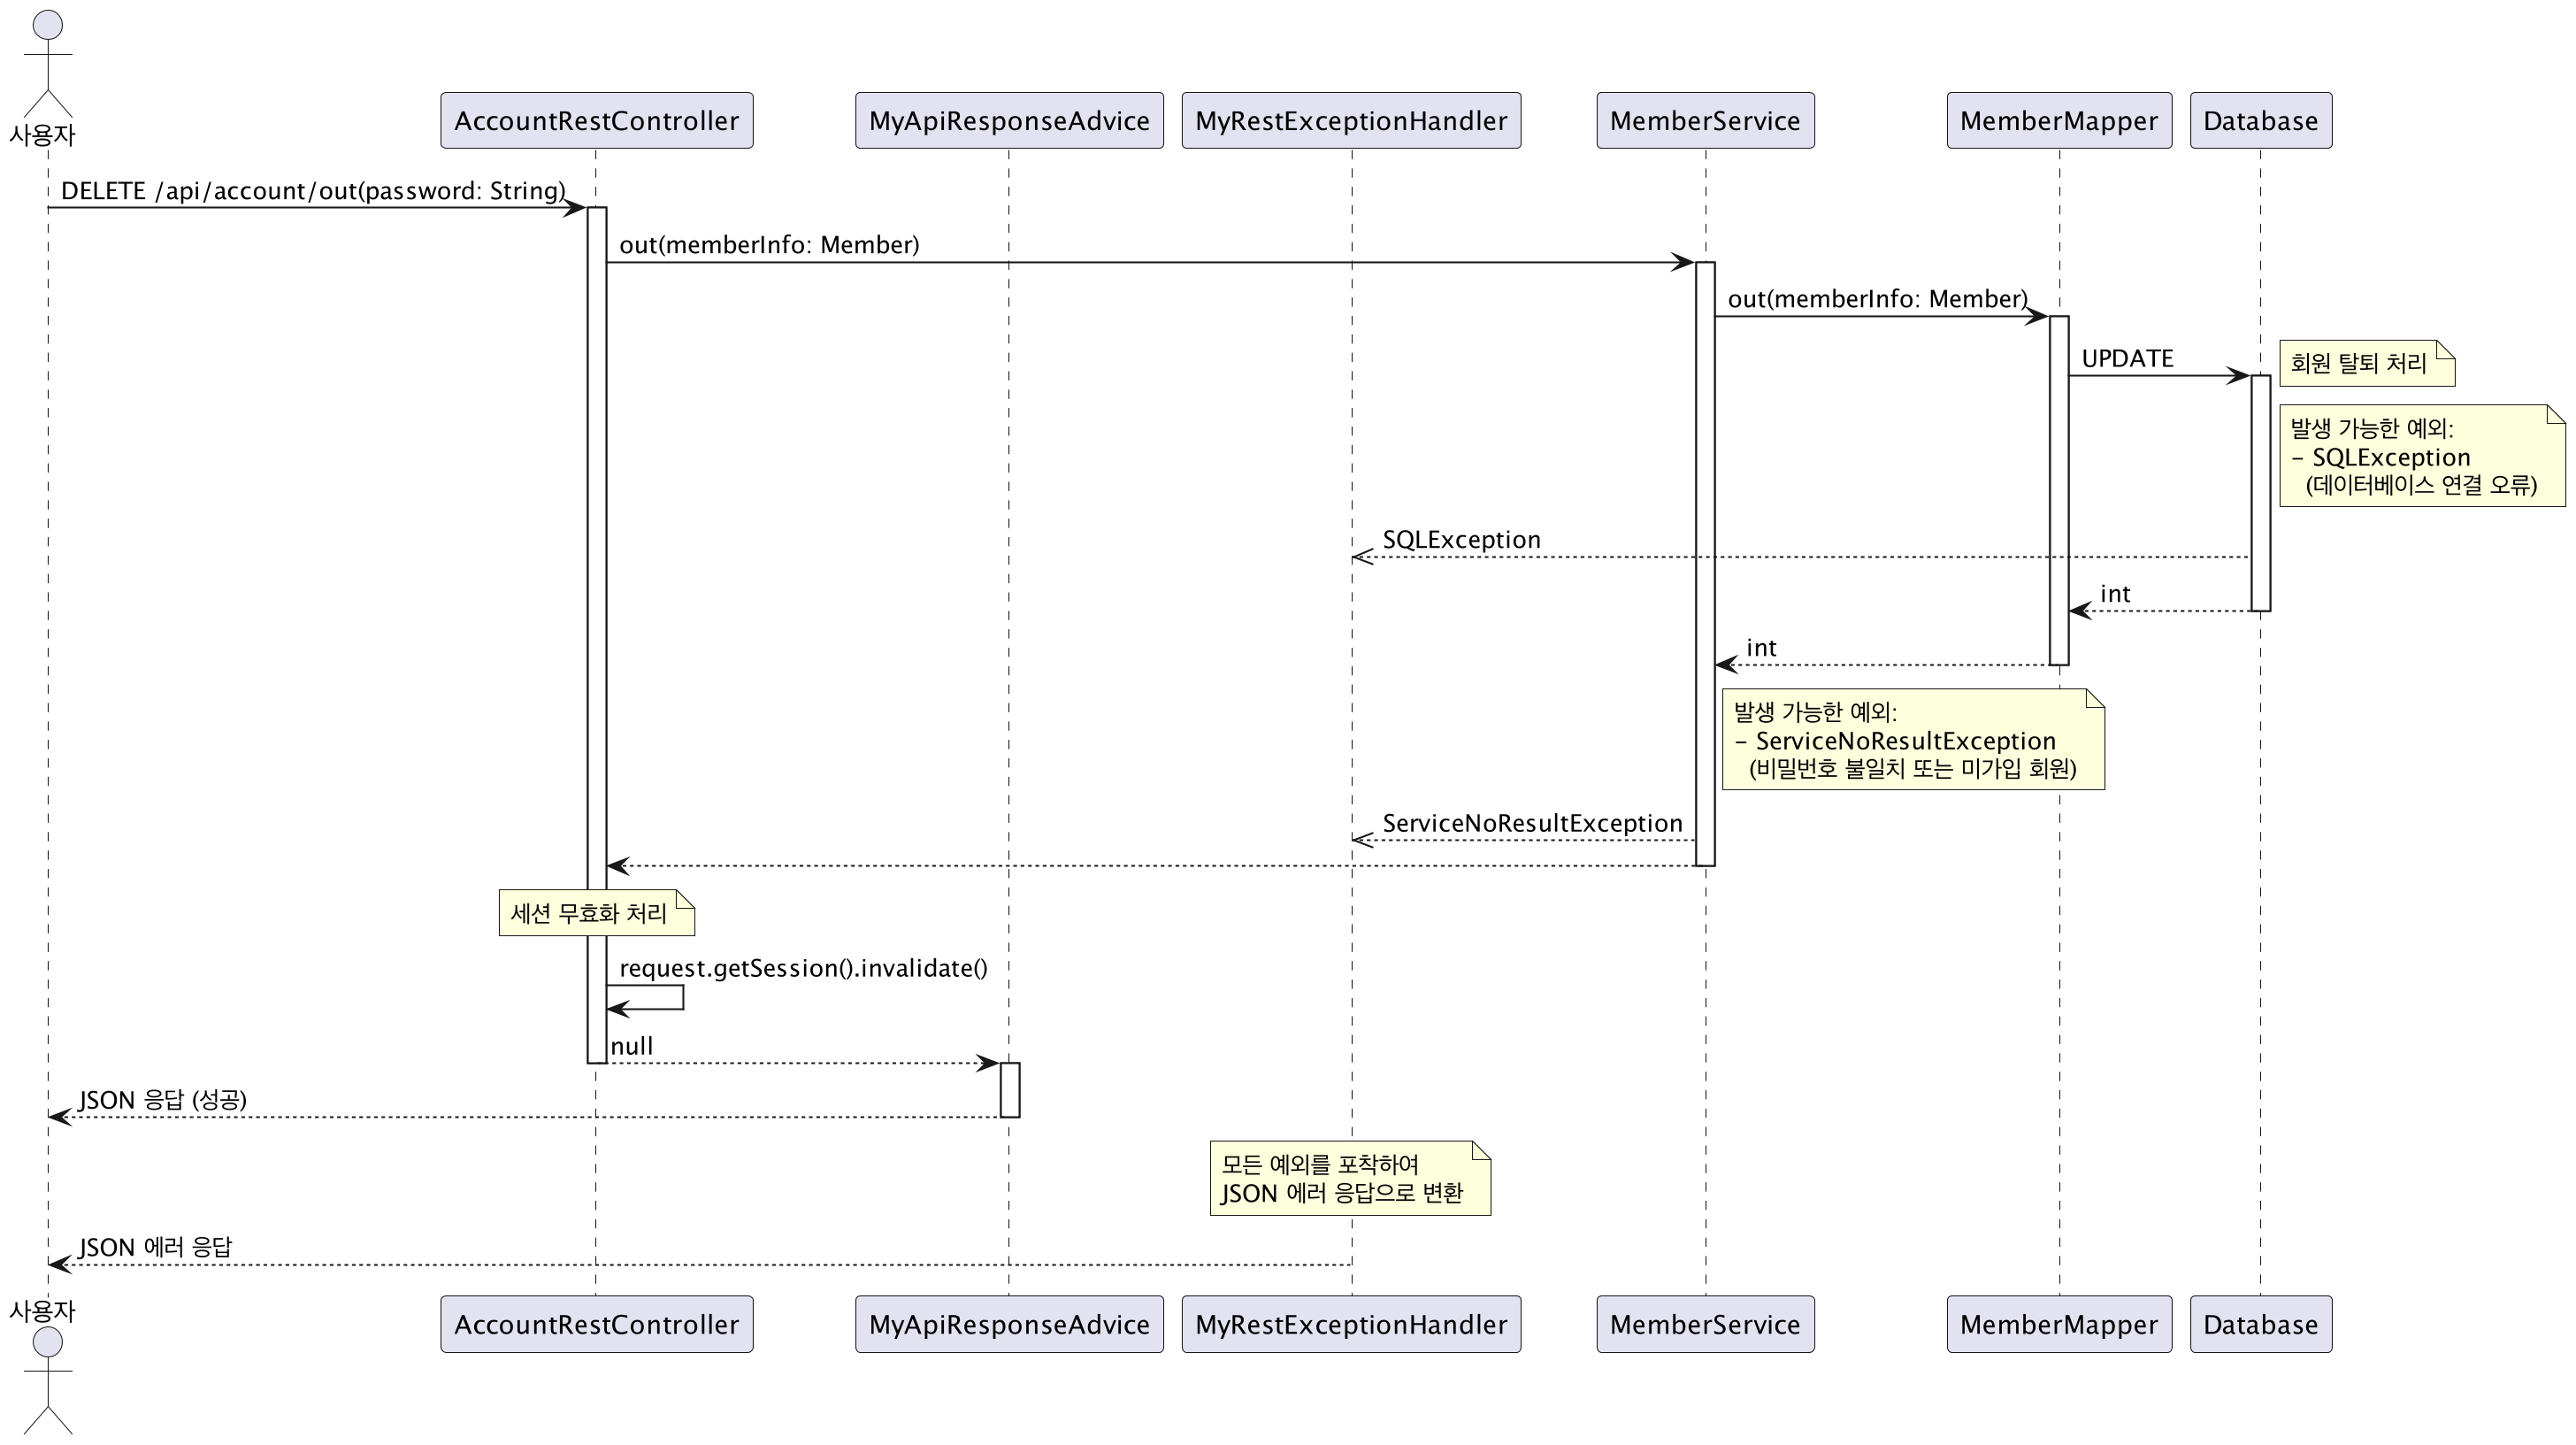 사용자
AccountRestController
MyApiResponseAdvice
MyRestExceptionHandler
MemberService
MemberMapper
Database
DELETE /api/account/out(password: String)
out(memberInfo: Member)
out(memberInfo: Member)
UPDATE
회원 탈퇴 처리
발생 가능한 예외:
- SQLException
(데이터베이스 연결 오류)
SQLException
int
int
발생 가능한 예외:
- ServiceNoResultException
(비밀번호 불일치 또는 미가입 회원)
ServiceNoResultException
세션 무효화 처리
request.getSession().invalidate()
null
JSON 응답 (성공)
모든 예외를 포착하여
JSON 에러 응답으로 변환
JSON 에러 응답
사용자
AccountRestController
MyApiResponseAdvice
MyRestExceptionHandler
MemberService
MemberMapper
Database